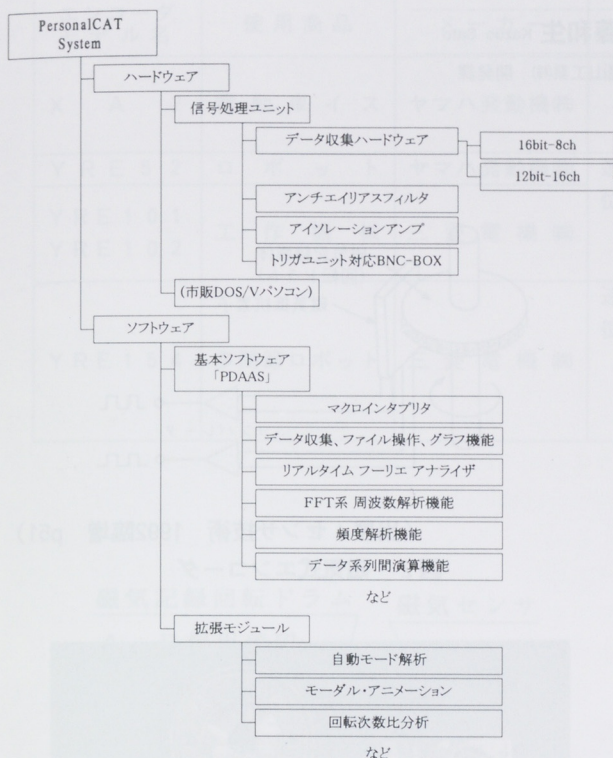 PersonalCAT
System
ハードウェア
信号処理ユニット
データ収集ハードウェア
16bit-8ch
12bit-16ch
アンチエイリアスフィルタ
アイソレーションアンプ
トリガユニット対応BNC-BOX
(市販DOS/Vパソコン)
ソフトウェア
基本ソフトウェア
「PDAAS」
マクロインタプリタ
データ収集、ファイル操作、グラフ機能
リアルタイム フーリエ アナライザ
FFT系 周波数解析機能
頻度解析機能
データ系列間演算機能
など
拡張モジュール
自動モード解析
モーダル・アニメーション
回転次数比分析
など